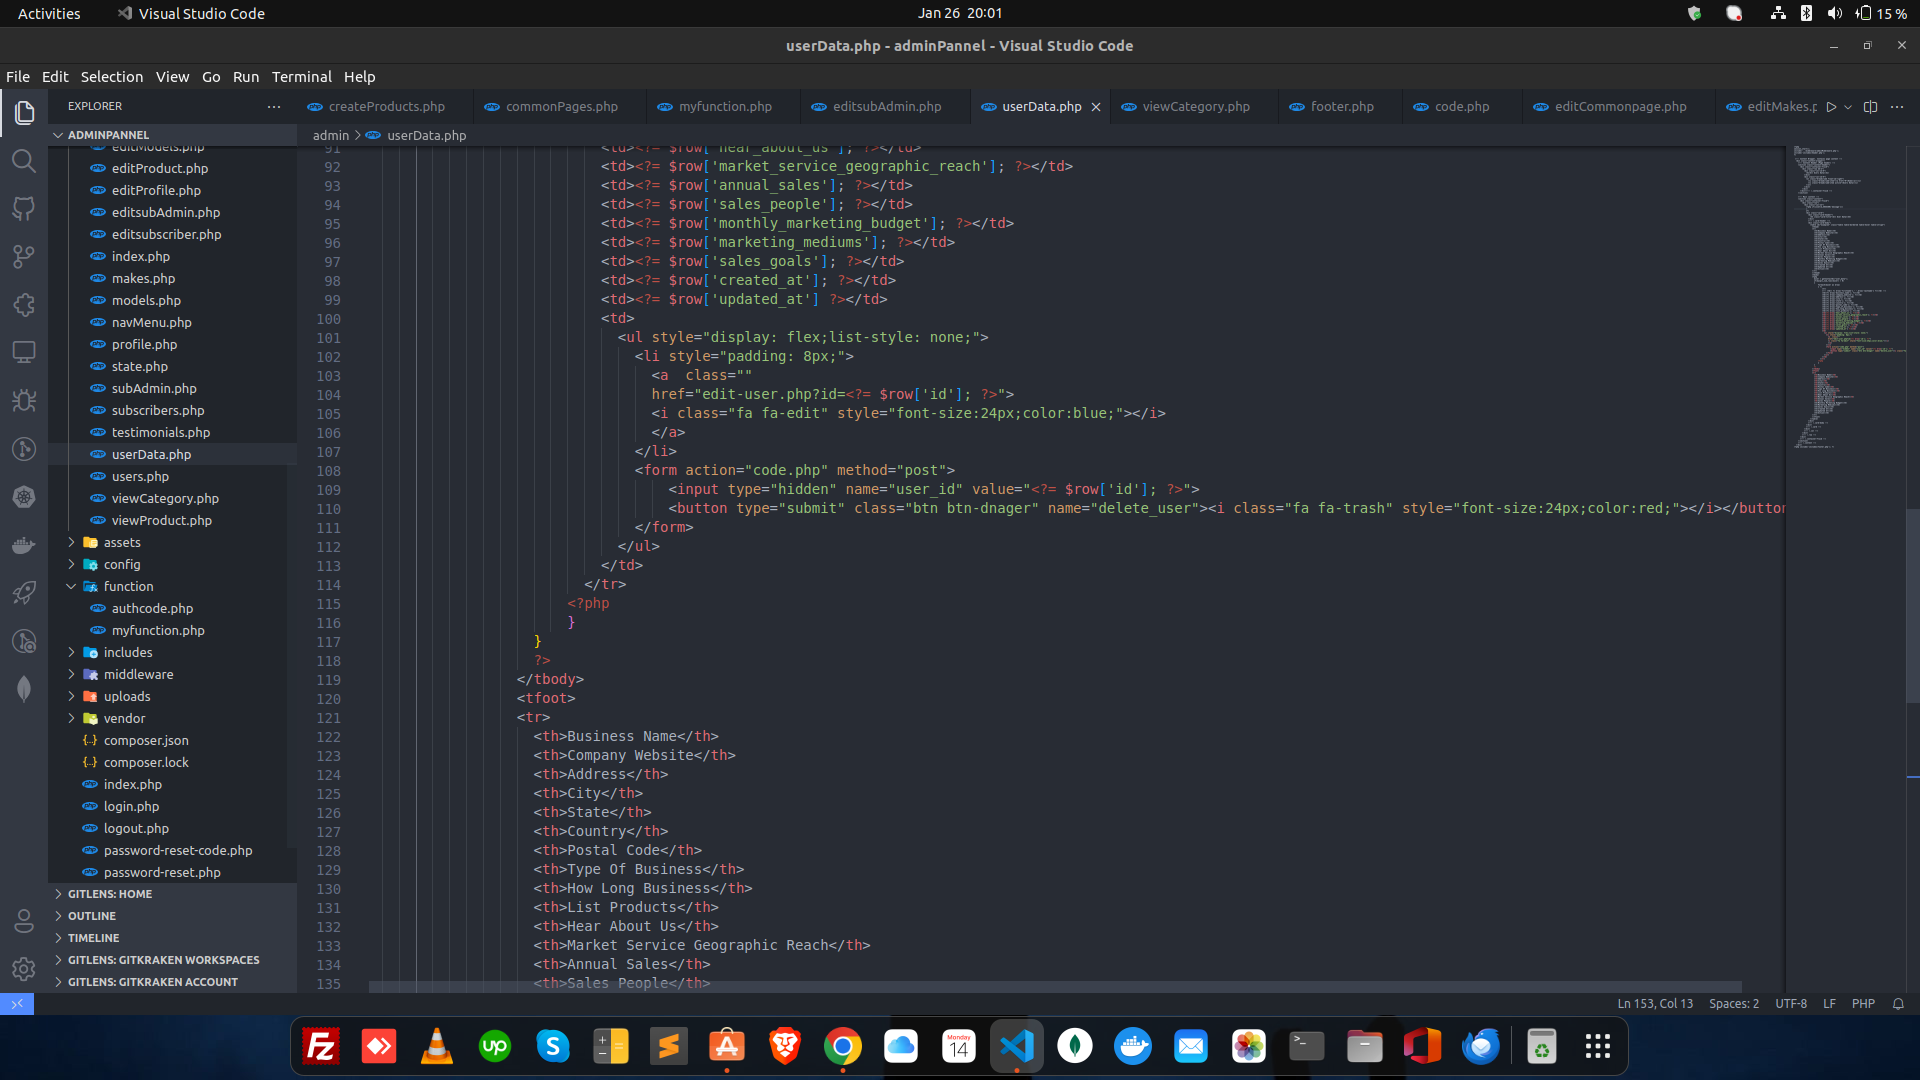 Activities
Visual Studio Code
Jan 26 20:01
15 %
userData.php - adminPannel - Visual Studio Code
File Edit Selection View Go Run Terminal Help
EXPLORER
createProducts.php
commonPages.php
myfunction.php
editsubAdmin.php
userData.php
viewCategory.php
footer.php
code.php
editCommonpage.php
editMakes.p
ADMINPANNEL
admin > userData.php
editModels.php
editProduct.php
editProfile.php
editsubAdmin.php
editsubscriber.php
index.php
makes.php
models.php
navMenu.php
profile.php
state.php
subAdmin.php
subscribers.php
testimonials.php
userData.php
users.php
viewCategory.php
viewProduct.php
assets
config
function
authcode.php
myfunction.php
includes
middleware
uploads
vendor
composer.json
composer.lock
index.php
login.php
logout.php
password-reset-code.php
password-reset.php
GITLENS: HOME
OUTLINE
TIMELINE
GITLENS: GITKRAKEN WORKSPACES
GITLENS: GITKRAKEN ACCOUNT
91 <td><?= $row['hear_about_us']; ?></td>
92 <td><?= $row['market_service_geographic_reach']; ?></td>
93 <td><?= $row['annual_sales']; ?></td>
94 <td><?= $row['sales_people']; ?></td>
95 <td><?= $row['monthly_marketing_budget']; ?></td>
96 <td><?= $row['marketing_mediums']; ?></td>
97 <td><?= $row['sales_goals']; ?></td>
98 <td><?= $row['created_at']; ?></td>
99 <td><?= $row['updated_at'] ?></td>
100 <td>
101 <ul style="display: flex;list-style: none;">
102 <li style="padding: 8px;">
103 <a  class=""
104 href="edit-user.php?id=<?= $row['id']; ?>">
105 <i class="fa fa-edit" style="font-size:24px;color:blue;"></i>
106 </a>
107 </li>
108 <form action="code.php" method="post">
109 <input type="hidden" name="user_id" value="<?= $row['id']; ?>">
110 <button type="submit" class="btn btn-dnager" name="delete_user"><i class="fa fa-trash" style="font-size:24px;color:red;"></i></button
111 </form>
112 </ul>
113 </td>
114 </tr>
115 <?php
116 }
117 }
118 ?>
119 </tbody>
120 <tfoot>
121 <tr>
122 <th>Business Name</th>
123 <th>Company Website</th>
124 <th>Address</th>
125 <th>City</th>
126 <th>State</th>
127 <th>Country</th>
128 <th>Postal Code</th>
129 <th>Type Of Business</th>
130 <th>How Long Business</th>
131 <th>List Products</th>
132 <th>Hear About Us</th>
133 <th>Market Service Geographic Reach</th>
134 <th>Annual Sales</th>
135 <th>Sales People</th>
Ln 153, Col 13 Spaces: 2 UTF-8 LF PHP
Monday
14